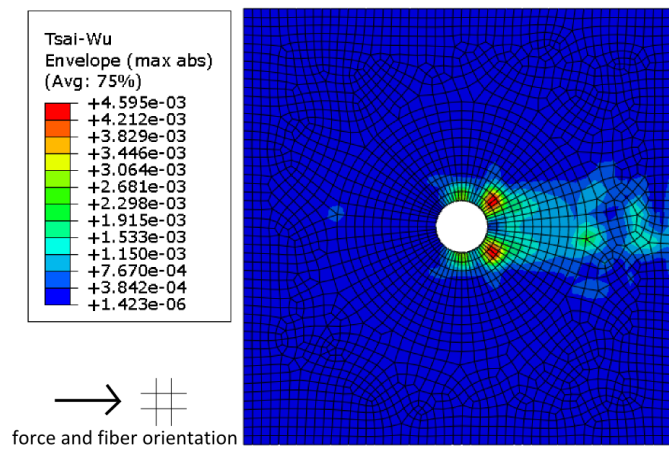 Tsai-Wu
Envelope (max abs)
(Avg: 75%)
+4.595e-03
+4.212e-03
+3.829e-03
+3.446e-03
+3.064e-03
+2.681e-03
+2.298e-03
+1.915e-03
+1.533e-03
+1.150e-03
+7.670e-04
+3.842e-04
+1.423e-06
force and fiber orientation